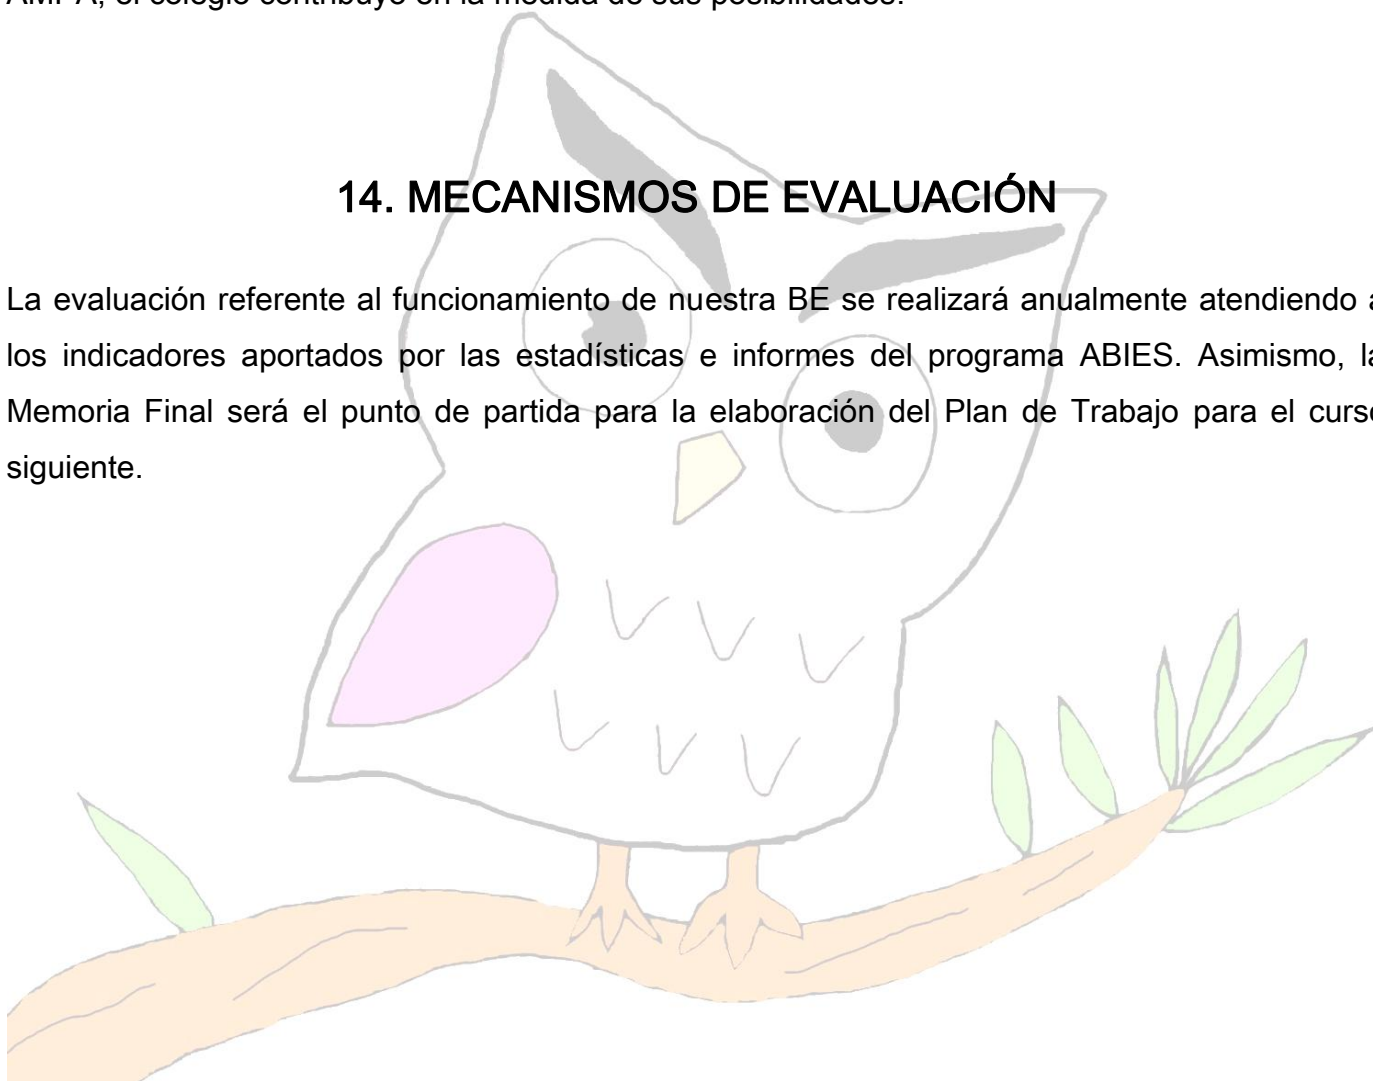 AMPA, el colegio contribuye en la medida de sus posibilidades.
14. MECANISMOS DE EVALUACIÓN
La evaluación referente al funcionamiento de nuestra BE se realizará anualmente atendiendo a
los indicadores aportados por las estadísticas e informes del programa ABIES. Asimismo, la
Memoria Final será el punto de partida para la elaboración del Plan de Trabajo para el curso
siguiente.